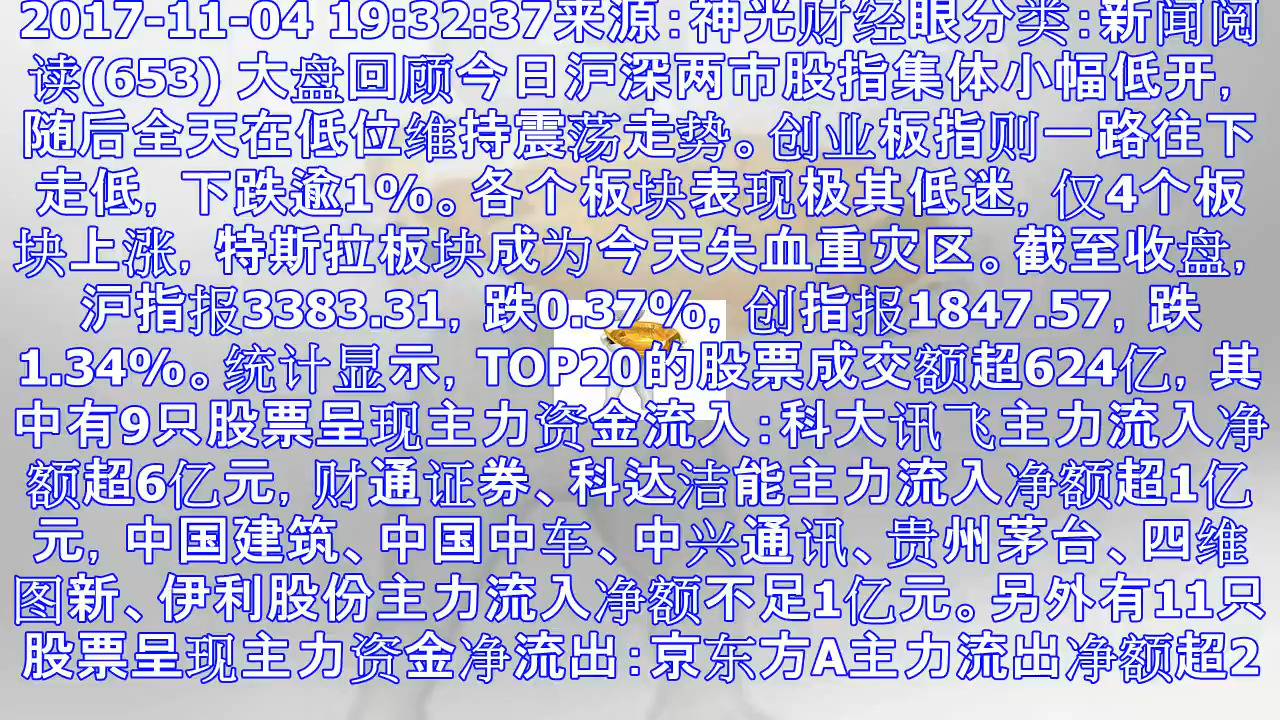 2017-11-04 19:32:37来源:神光财经眼分类:新闻阅
读(653) 大盘回顾今日沪深两市股指集体小幅低开,
随后全天在低位维持震荡走势。创业板指则一路往下
走低, 下跌逾1%。各个板块表现极其低迷, 仅4个板
块上涨, 特斯拉板块成为今天失血重灾区。截至收盘,
沪指报3383.31, 跌0.37%, 创指报1847.57, 跌
1.34%。统计显示, TOP20的股票成交额超624亿, 其
中有9只股票呈现主力资金流入:科大讯飞主力流入净
额超6亿元, 财通证券、科达洁能主力流入净额超1亿
元, 中国建筑、中国中车、中兴通讯、贵州茅台、四维
图新、伊利股份主力流入净额不足1亿元。另外有11只
股票呈现主力资金净流出:京东方A主力流出净额超2